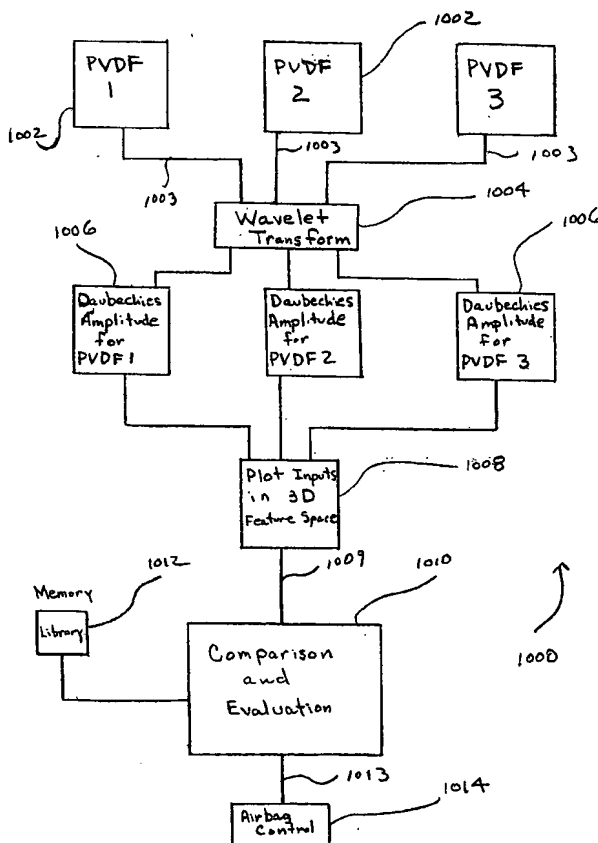 1002
PVDF
1
PVDF
2
PVDF
3
1002
1003
1003
1003
1004
Wavelet
Transform
1006
1006
Daubechies
Amplitude
for
PVDF 1
Daubechies
Amplitude
for
PVDF 2
Daubechies
Amplitude
for
PVDF 3
Plot Inputs
in 3D
Feature Space
1008
1009
1010
1012
Memory
Library
Comparison
and
Evaluation
1000
1013
1014
Airbag
Control